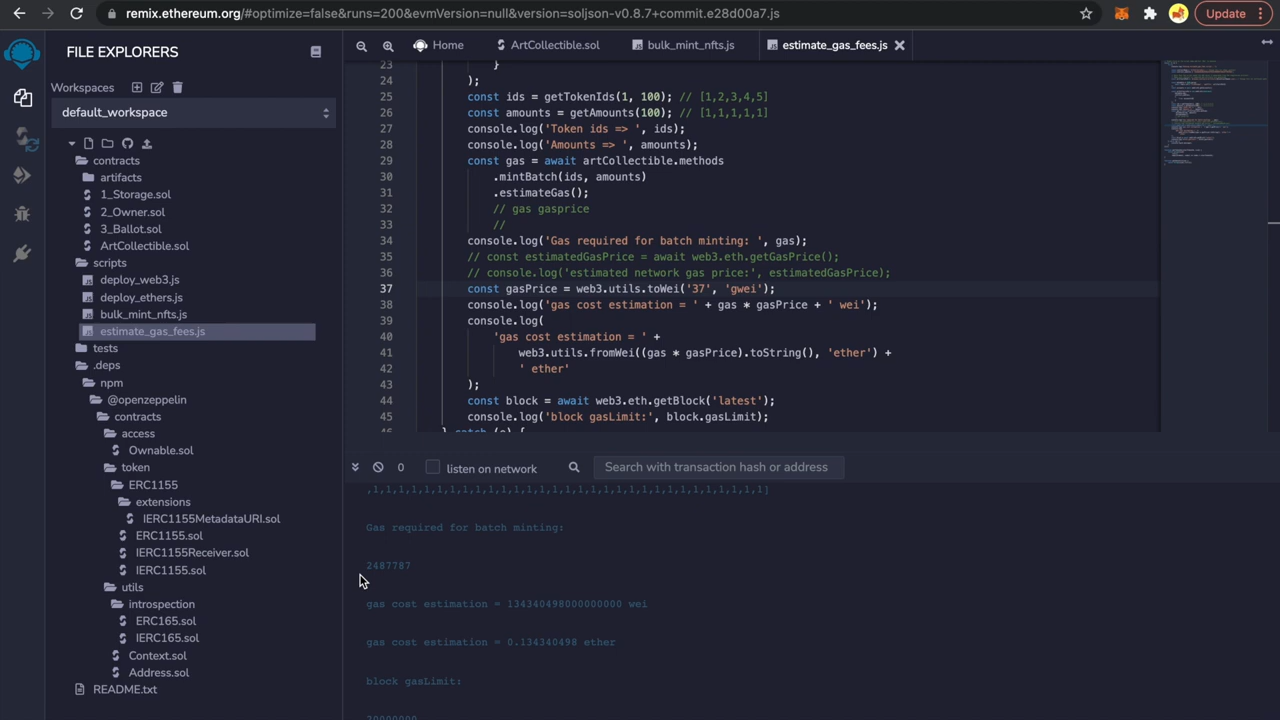 remix.ethereum.org/#optimize=false&runs=200&evmVersion=null&version=soljson-v0.8.7+commit.e28d00a7.js
Update
FILE EXPLORERS
Workspaces
default_workspace
contracts
artifacts
1_Storage.sol
2_Owner.sol
3_Ballot.sol
ArtCollectible.sol
scripts
deploy_web3.js
deploy_ethers.js
bulk_mint_nfts.js
estimate_gas_fees.js
tests
.deps
npm
@openzeppelin
contracts
access
Ownable.sol
token
ERC1155
extensions
IERC1155MetadataURI.sol
ERC1155.sol
IERC1155Receiver.sol
IERC1155.sol
utils
introspection
ERC165.sol
IERC165.sol
Context.sol
Address.sol
README.txt
Home
ArtCollectible.sol
bulk_mint_nfts.js
estimate_gas_fees.js
23 }
24 );
25 const ids = getTokenIds(1, 100); // [1,2,3,4,5]
26 const amounts = getAmounts(100); // [1,1,1,1,1]
27 console.log('Token ids => ', ids);
28 console.log('Amounts => ', amounts);
29 const gas = await artCollectible.methods
30 .mintBatch(ids, amounts)
31 .estimateGas();
32 // gas gasprice
33 //
34 console.log('Gas required for batch minting: ', gas);
35 // const estimatedGasPrice = await web3.eth.getGasPrice();
36 // console.log('estimated network gas price:', estimatedGasPrice);
37 const gasPrice = web3.utils.toWei('37', 'gwei');
38 console.log('gas cost estimation = ' + gas * gasPrice + ' wei');
39 console.log(
40 'gas cost estimation = ' +
41 web3.utils.fromWei((gas * gasPrice).toString(), 'ether') +
42 ' ether'
43 );
44 const block = await web3.eth.getBlock('latest');
45 console.log('block gasLimit:', block.gasLimit);
46 } catch (e) {
0
listen on network
Search with transaction hash or address
,1,1,1,1,1,1,1,1,1,1,1,1,1,1,1,1,1,1,1,1,1,1,1,1,1,1,1,1,1,1,1]
Gas required for batch minting:
2487787
gas cost estimation = 134340498000000000 wei
gas cost estimation = 0.134340498 ether
block gasLimit: